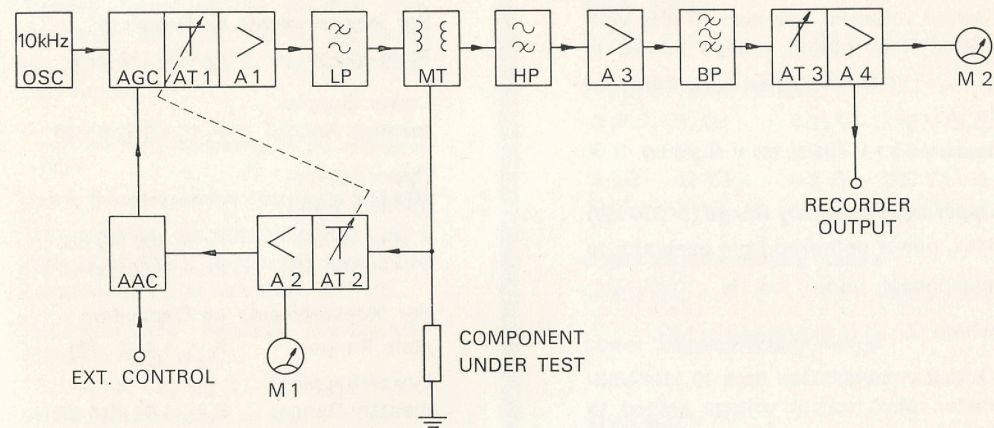 10kHz
OSC
AGC
AT 1
A 1
LP
MT
HP
A 3
BP
AT 3
A 4
M 2
RECORDER
OUTPUT
AAC
A 2
AT 2
EXT. CONTROL
M 1
COMPONENT
UNDER TEST